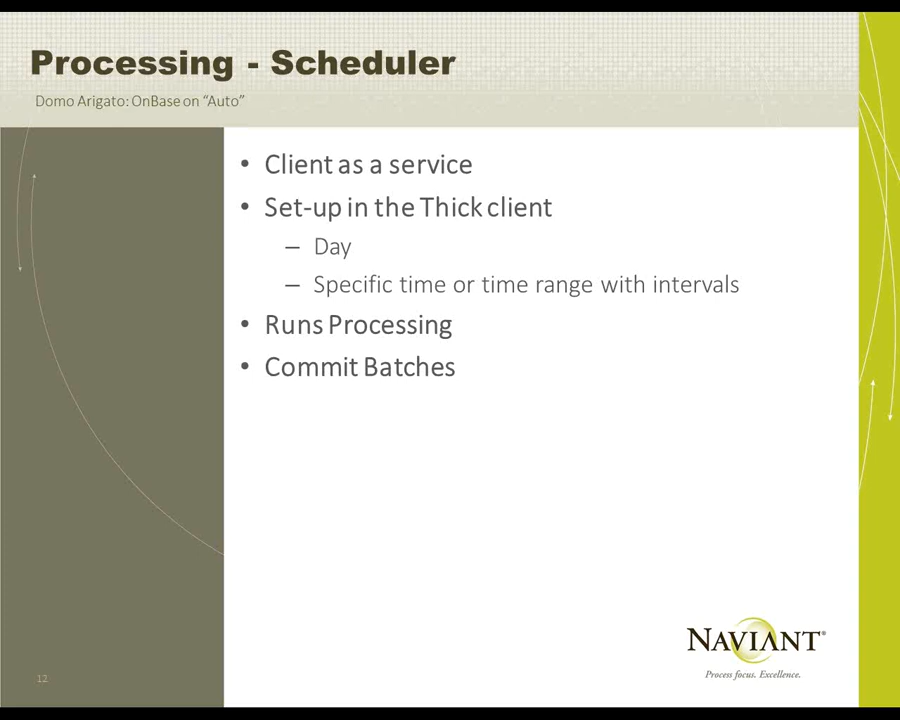 Processing - Scheduler
Domo Arigato: OnBase on “Auto”
• Client as a service
• Set-up in the Thick client
– Day
– Specific time or time range with intervals
• Runs Processing
• Commit Batches
NAVIANT®
Process focus. Excellence.
12